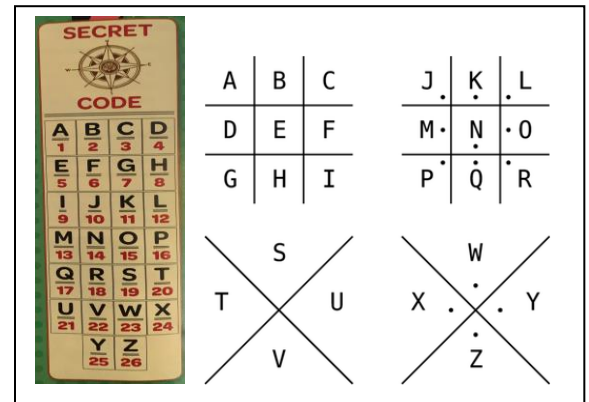 SECRET
CODE
A B C D
1 2 3 4
E F G H
5 6 7 8
I J K L
9 10 11 12
M N O P
13 14 15 16
Q R S T
17 18 19 20
U V W X
21 22 23 24
Y Z
25 26
A B C
D E F
G H I
J K L
M N O
P Q R
S
T U
V
W
X Y
Z